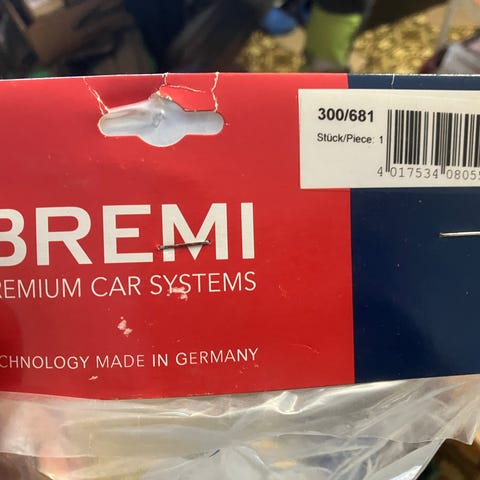 300/681
Stück/Piece: 1
4 017534 0805
BREMI
REMIUM CAR SYSTEMS
CHNOLOGY MADE IN GERMANY